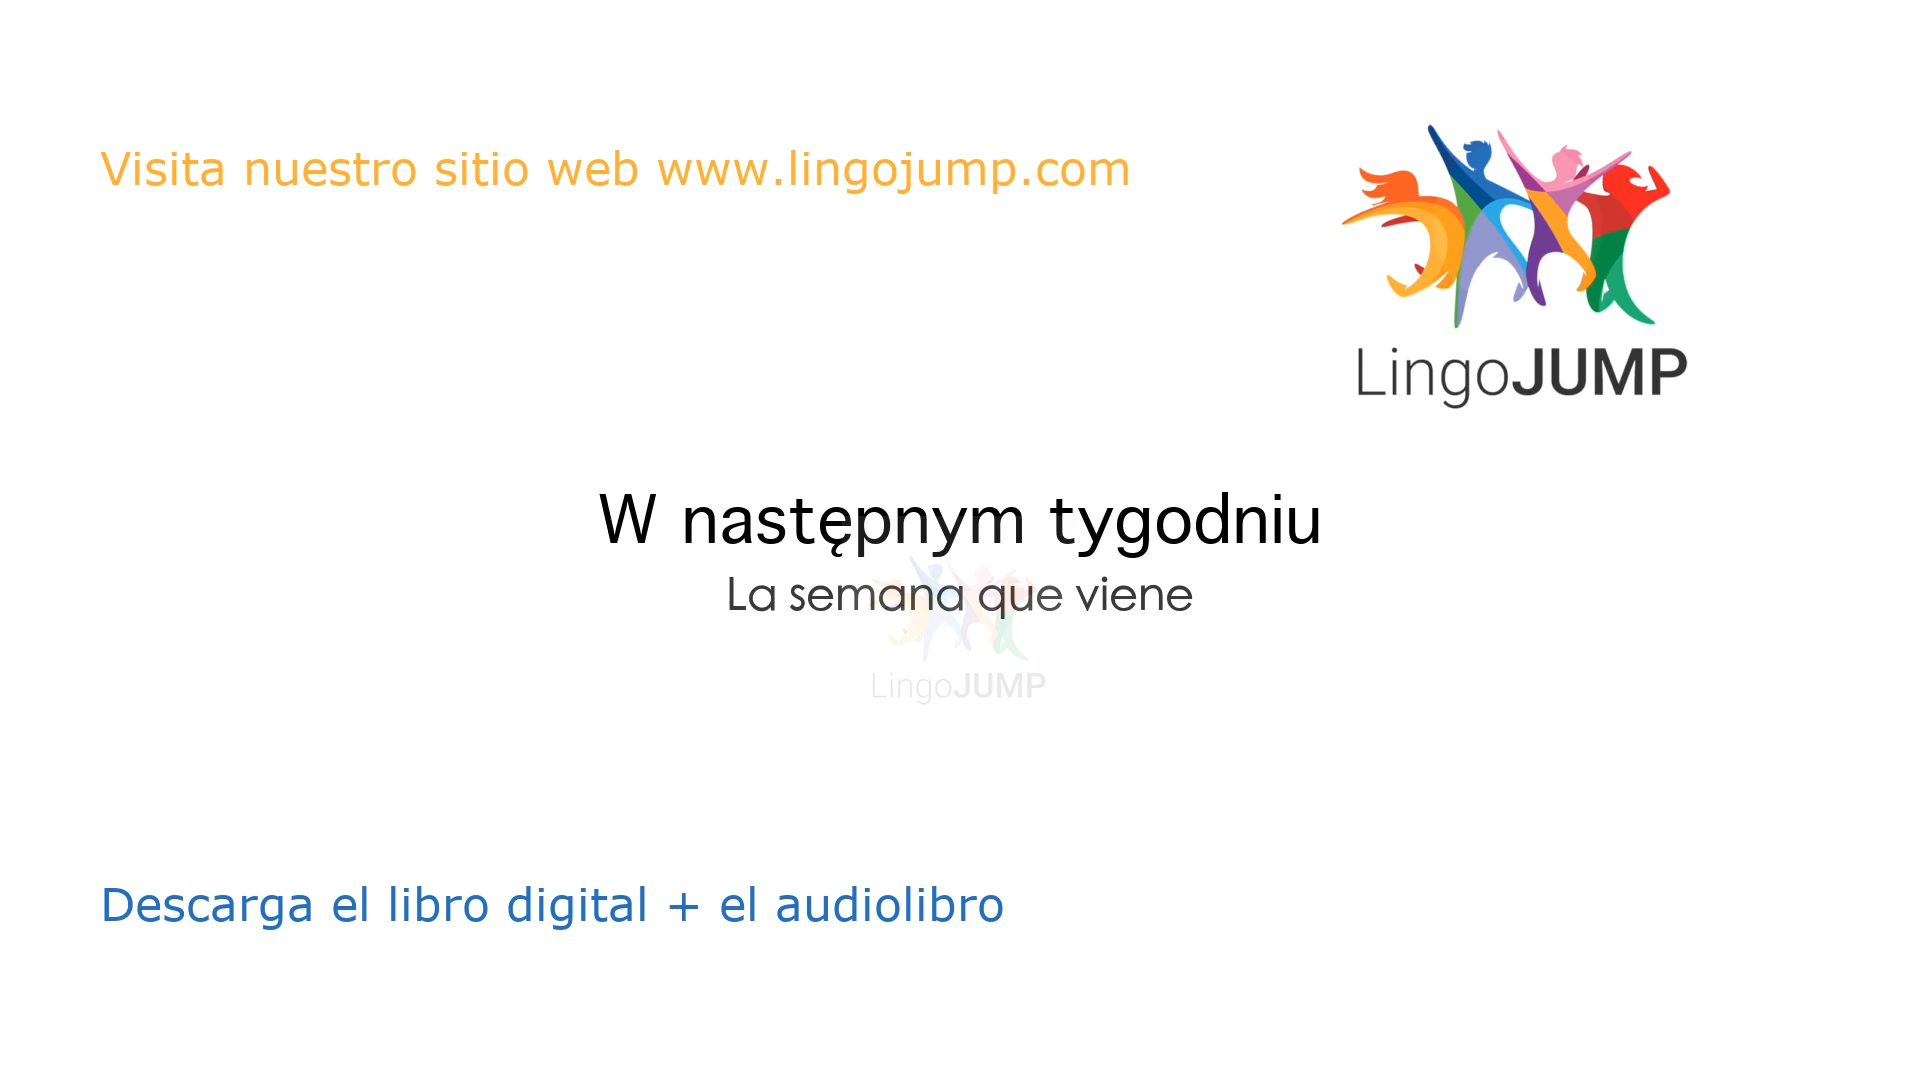 Visita nuestro sitio web www.lingojump.com
LingoJUMP
W następnym tygodniu
La semana que viene
LingoJUMP
Descarga el libro digital + el audiolibro